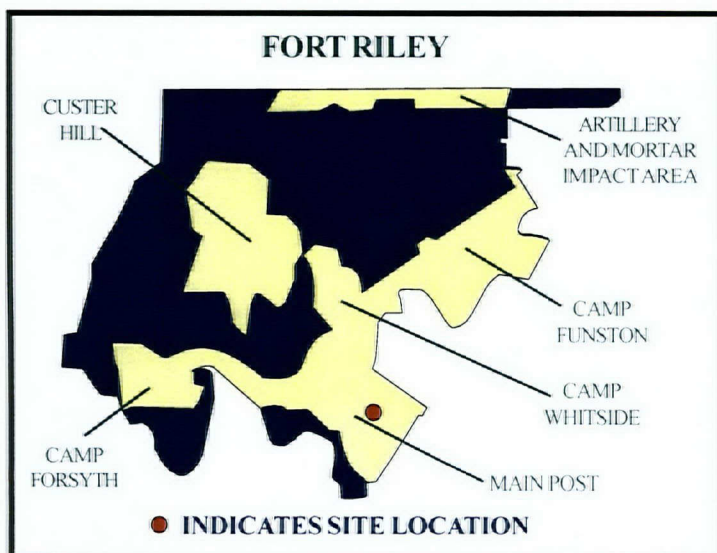 FORT RILEY
CUSTER
HILL
ARTILLERY
AND MORTAR
IMPACT AREA
CAMP
FUNSTON
CAMP
WHITSIDE
CAMP
FORSYTH
MAIN POST
INDICATES SITE LOCATION